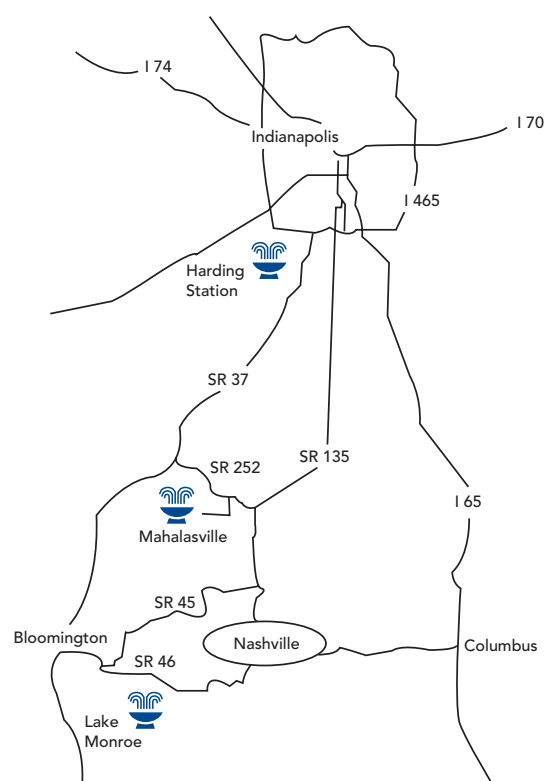 I 74
I 70
Indianapolis
I 465
Harding
Station
SR 37
SR 135
SR 252
I 65
Mahalasville
SR 45
Bloomington
Nashville
Columbus
SR 46
Lake
Monroe